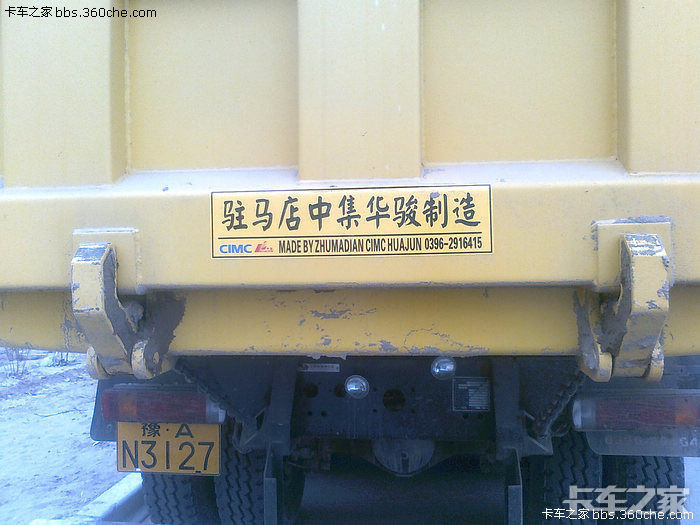 卡车之家 bbs.360che.com
驻马店中集华骏制造
CIMC MADE BY ZHUMADIAN CIMC HUAJUN 0396-2916415
豫·A
N3127
卡车之家
卡车之家 bbs.360che.com